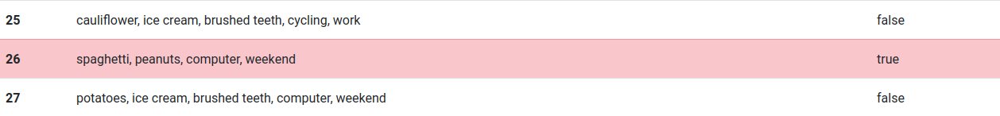 25 cauliflower, ice cream, brushed teeth, cycling, work false
26 spaghetti, peanuts, computer, weekend true
27 potatoes, ice cream, brushed teeth, computer, weekend false